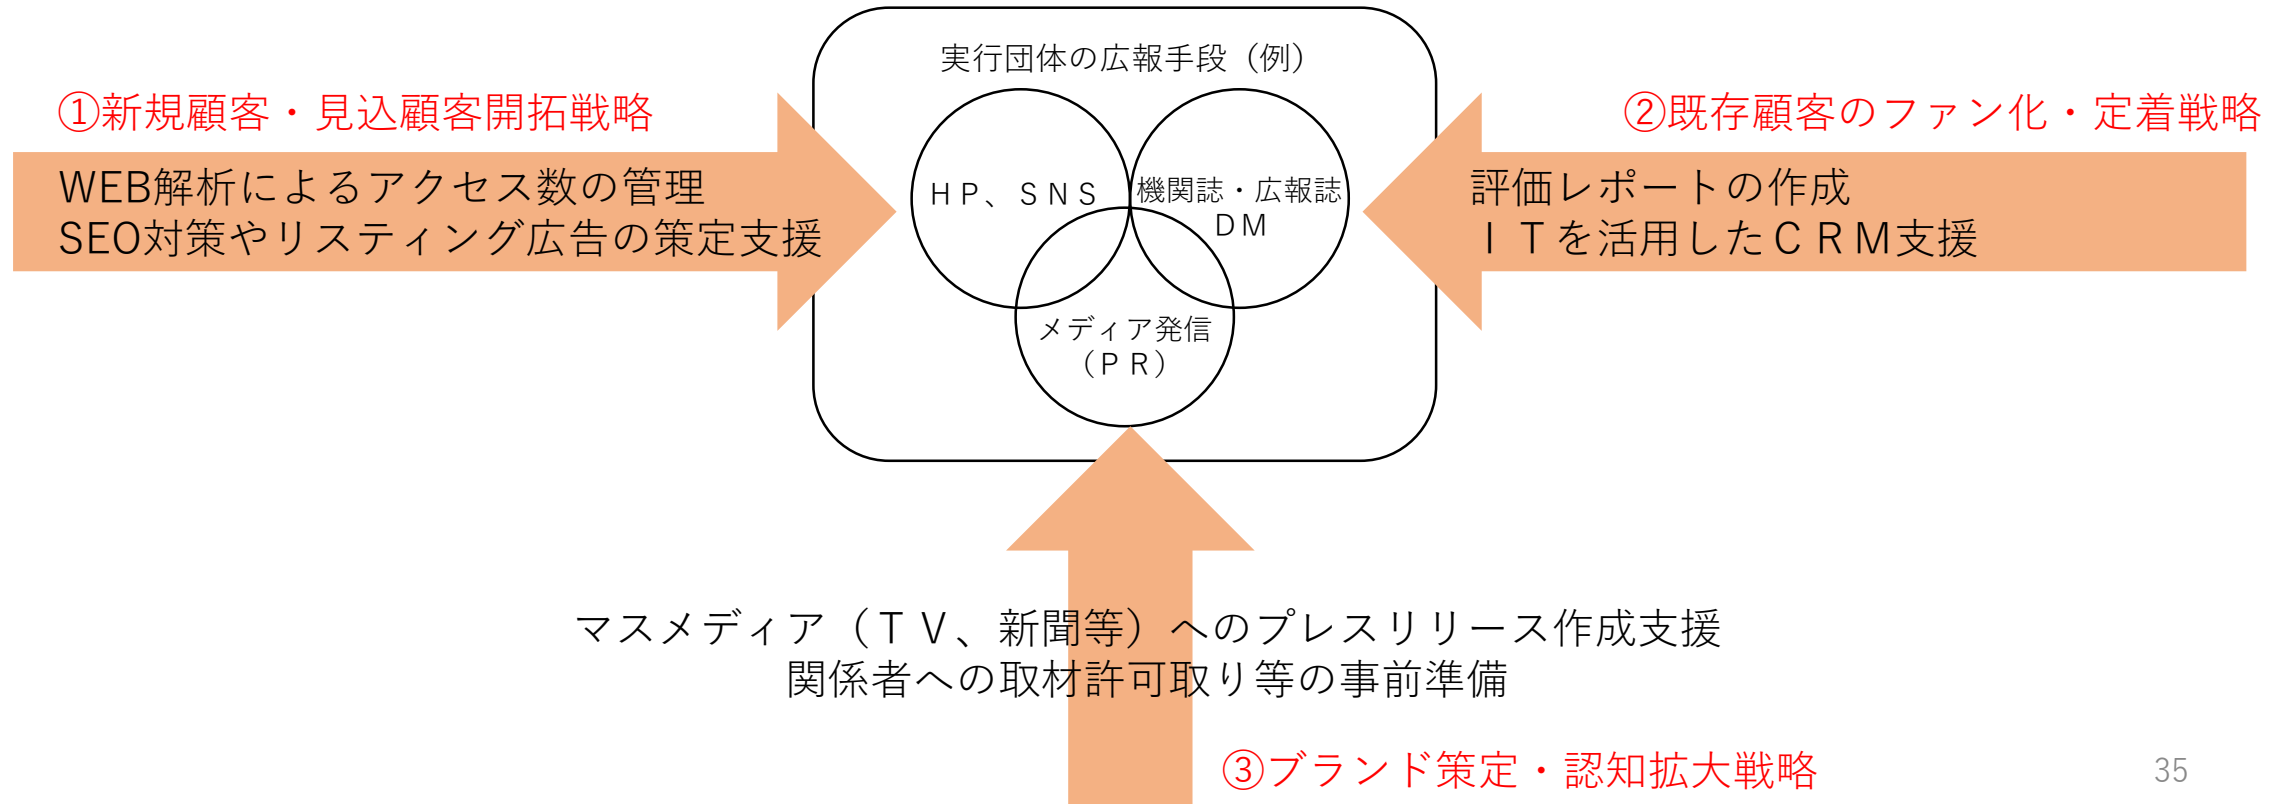 実行団体の広報手段（例）
①新規顧客・見込顧客開拓戦略
WEB解析によるアクセス数の管理
SEO対策やリスティング広告の策定支援
ＨＰ、ＳＮＳ
機関誌・広報誌
ＤＭ
メディア発信
（ＰＲ）
②既存顧客のファン化・定着戦略
評価レポートの作成
ＩＴを活用したＣＲＭ支援
マスメディア（ＴＶ、新聞等）へのプレスリリース作成支援
関係者への取材許可取り等の事前準備
③ブランド策定・認知拡大戦略
35